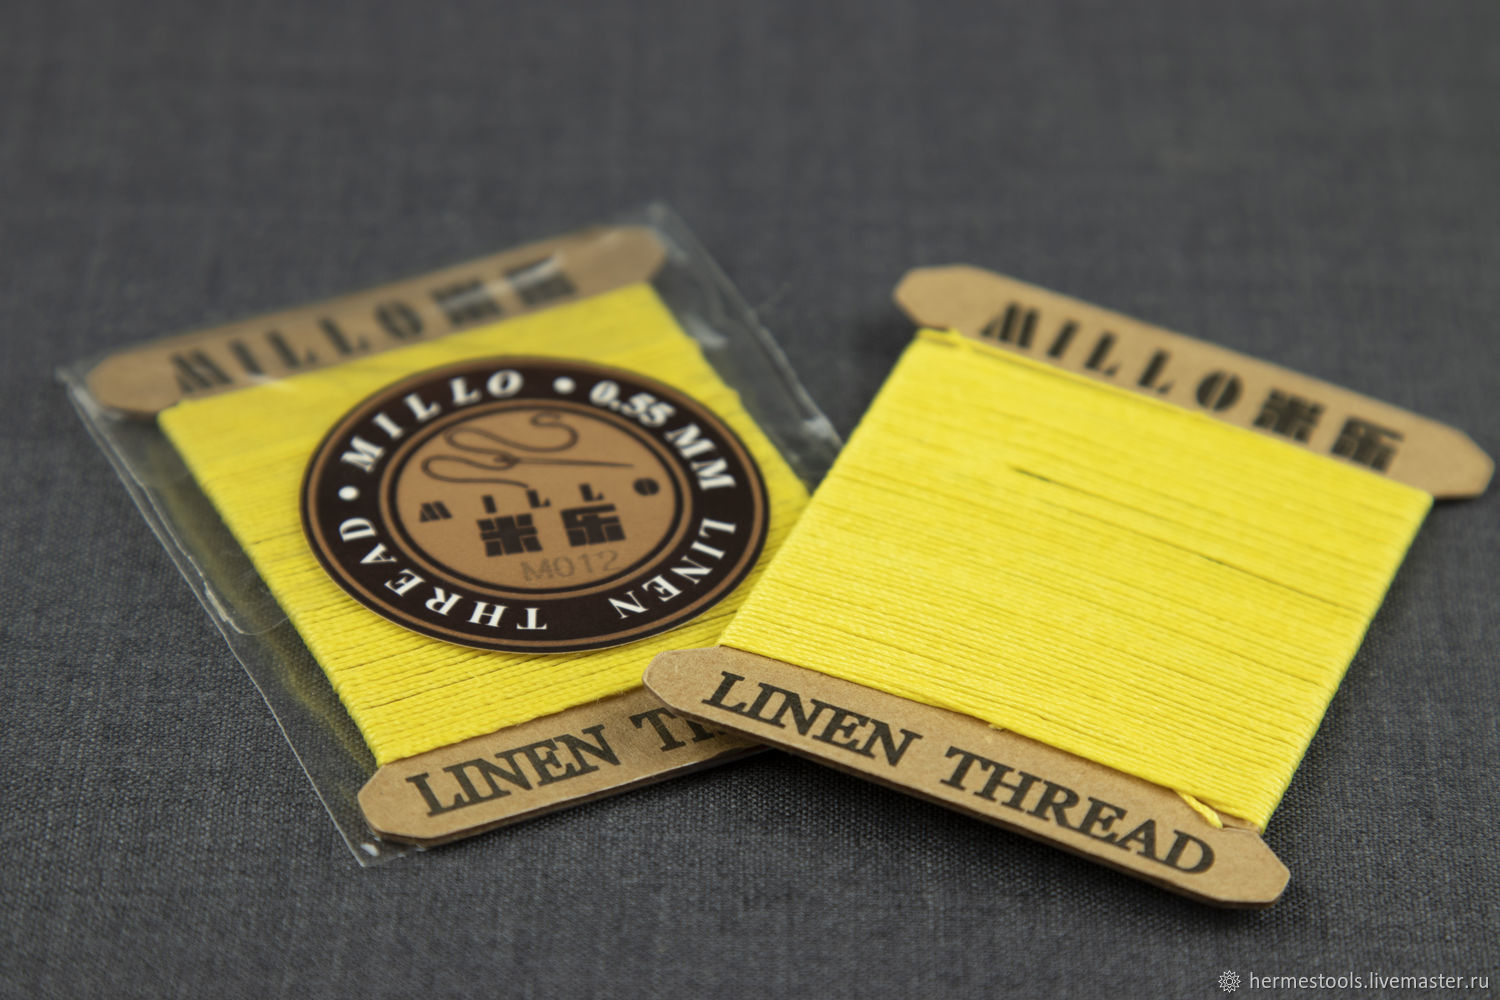 MILLO米乐
MILLO • 0.55 MM LINEN THREAD •
MILLO
米乐
M012
LINEN TH
MILLO米乐
LINEN THREAD
hermestools.livemaster.ru